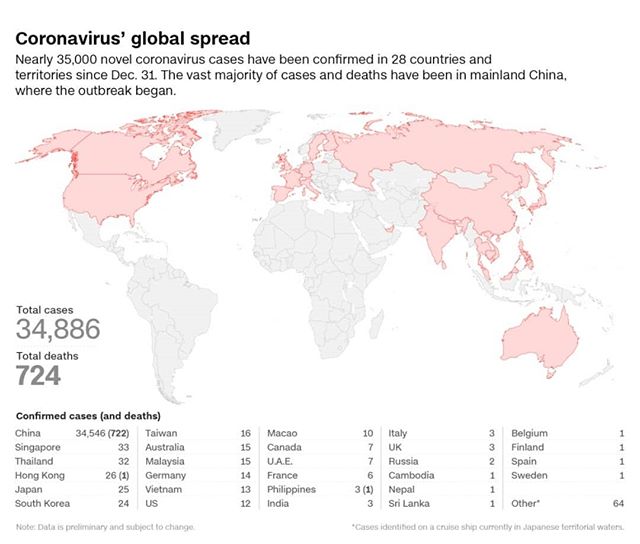 Coronavirus' global spread
Nearly 35,000 novel coronavirus cases have been confirmed in 28 countries and
territories since Dec. 31. The vast majority of cases and deaths have been in mainland China,
where the outbreak began.
Total cases
34,886
Total deaths
724
Confirmed cases (and deaths)
China 34,546 (722) Taiwan 16 Macao 10 Italy 3 Belgium 1
Singapore 33 Australia 15 Canada 7 UK 3 Finland 1
Thailand 32 Malaysia 15 U.A.E. 7 Russia 2 Spain 1
Hong Kong 26 (1) Germany 14 France 6 Cambodia 1 Sweden 1
Japan 25 Vietnam 13 Philippines 3 (1) Nepal 1
South Korea 24 US 12 India 3 Sri Lanka 1 Other* 64
Note: Data is preliminary and subject to change. *Cases identified on a cruise ship currently in Japanese territorial waters.